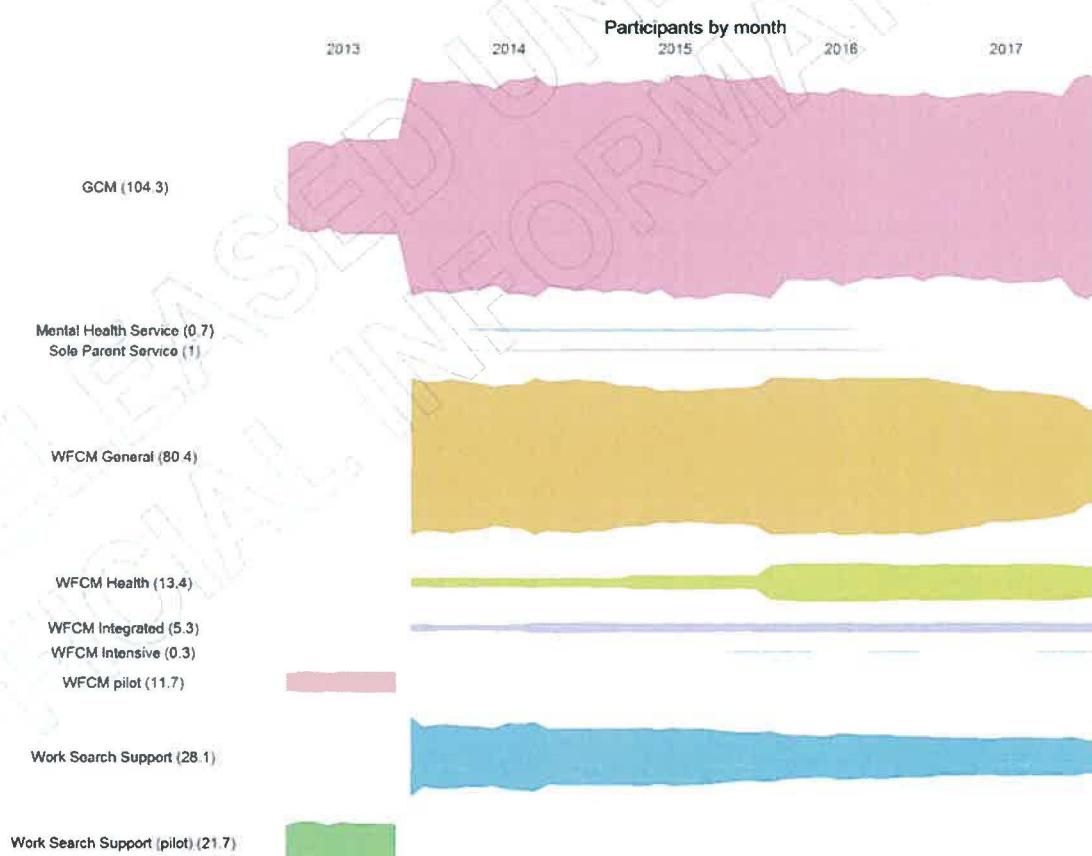 Participants by month
2013 2014 2015 2016 2017
GCM (104.3)
Mental Health Service (0.7)
Sole Parent Service (1)
WFCM General (80.4)
WFCM Health (13.4)
WFCM Integrated (5.3)
WFCM Intensive (0.3)
WFCM pilot (11.7)
Work Search Support (28.1)
Work Search Support (pilot) (21.7)